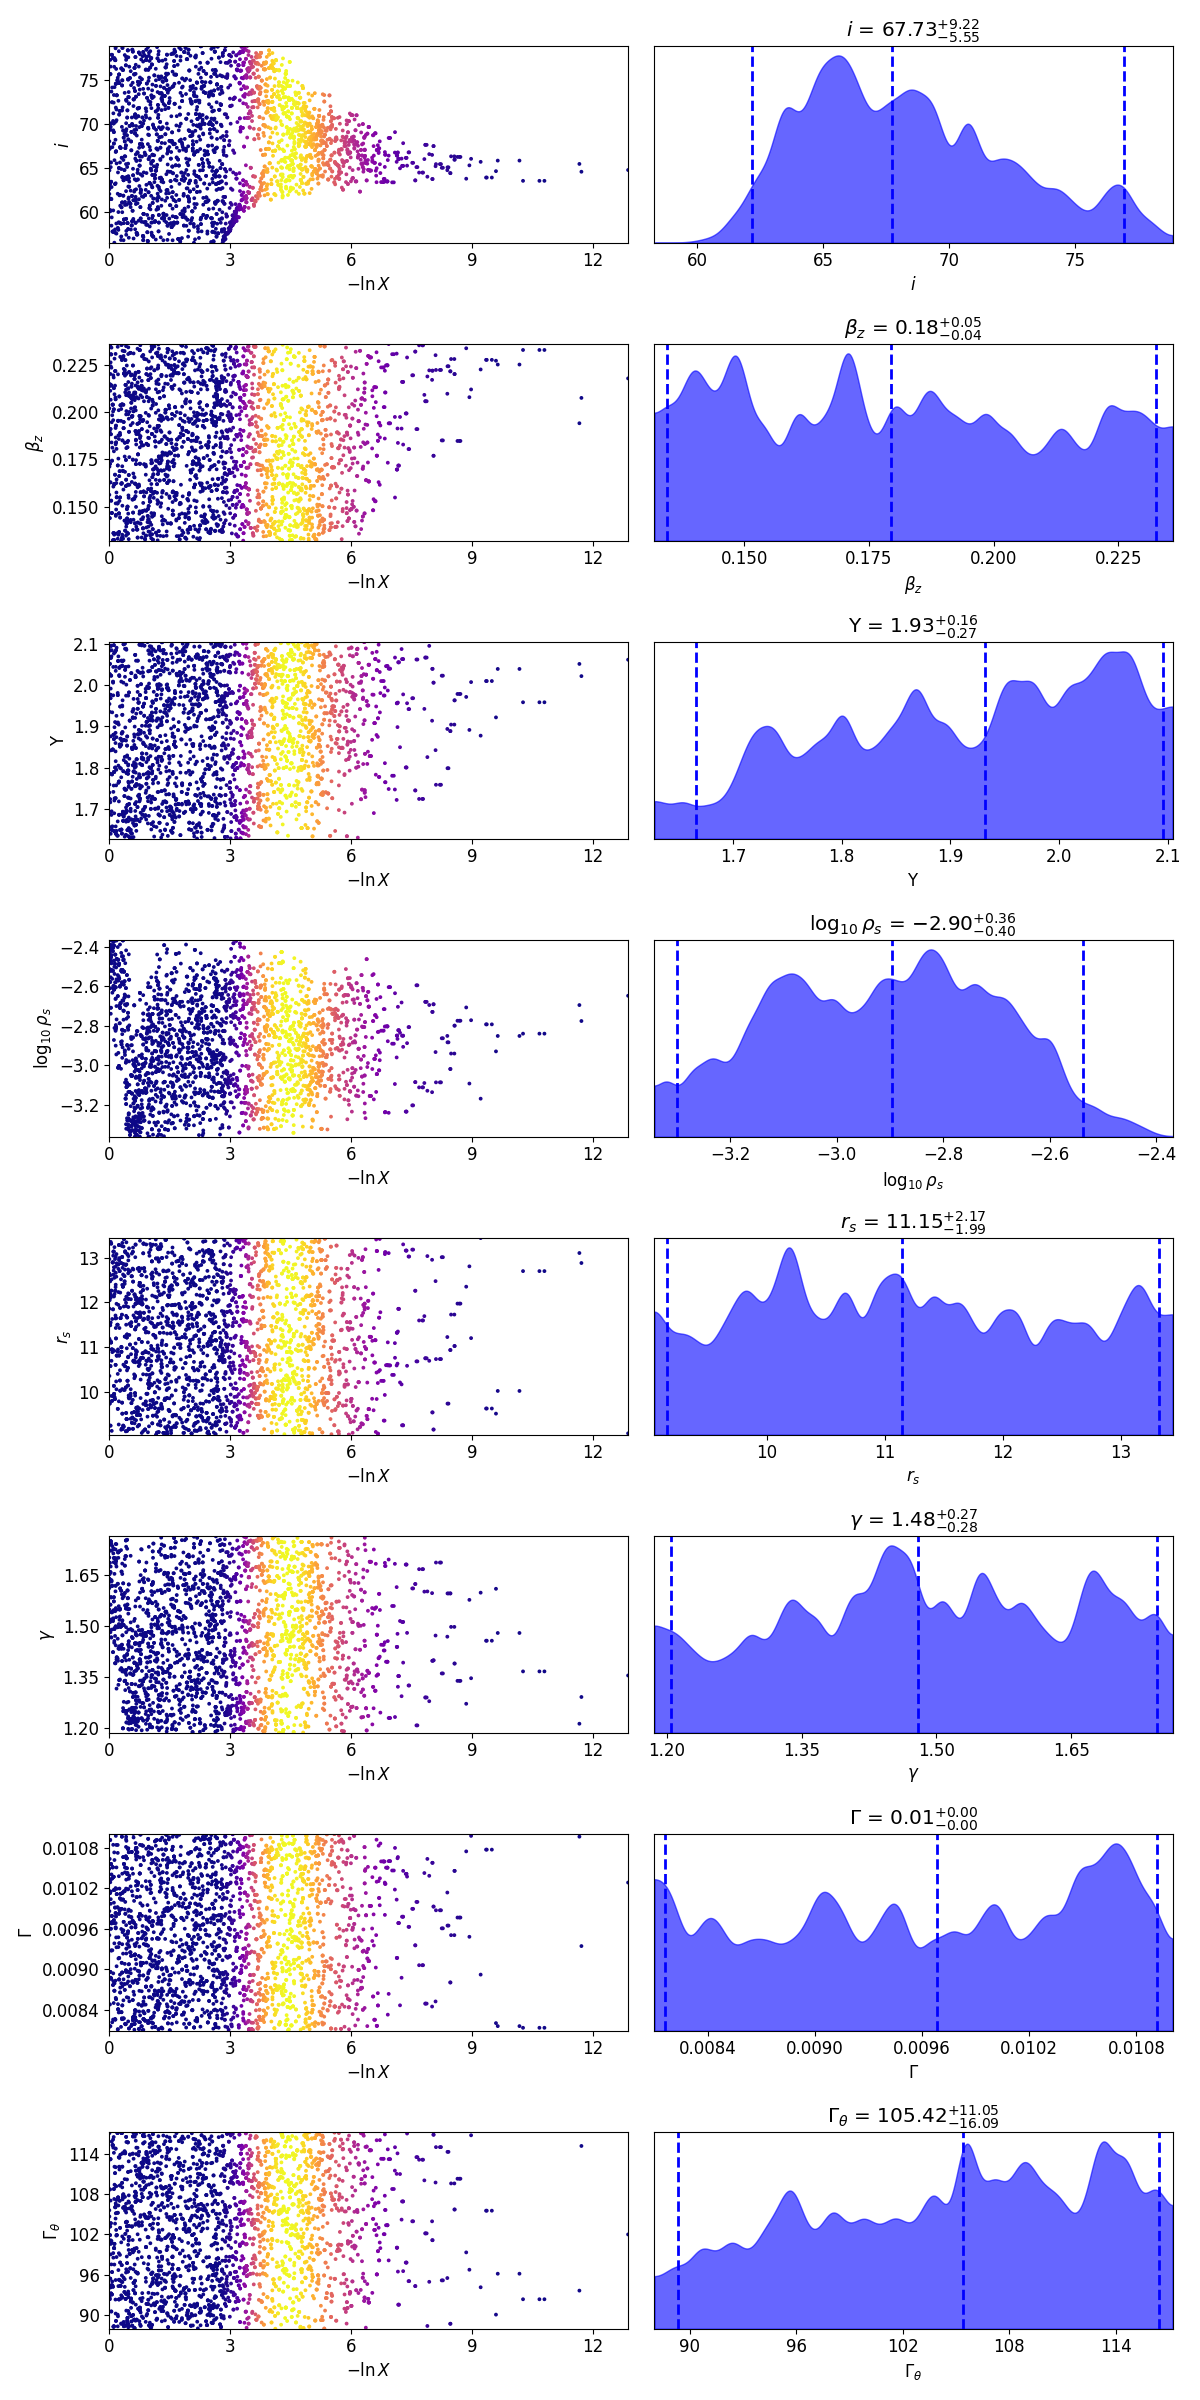 i = 67.73 +9.22 −5.55
75
70
65
60
i
0 3 6 9 12
−ln X
60 65 70 75
i
β_z = 0.18 +0.05 −0.04
0.225
0.200
0.175
0.150
β_z
0 3 6 9 12
−ln X
0.150 0.175 0.200 0.225
β_z
Υ = 1.93 +0.16 −0.27
2.1
2.0
1.9
1.8
1.7
Υ
0 3 6 9 12
−ln X
1.7 1.8 1.9 2.0 2.1
Υ
log₁₀ ρ_s = −2.90 +0.36 −0.40
−2.4
−2.6
−2.8
−3.0
−3.2
log₁₀ ρ_s
0 3 6 9 12
−ln X
−3.2 −3.0 −2.8 −2.6 −2.4
log₁₀ ρ_s
r_s = 11.15 +2.17 −1.99
13
12
11
10
r_s
0 3 6 9 12
−ln X
10 11 12 13
r_s
γ = 1.48 +0.27 −0.28
1.65
1.50
1.35
1.20
γ
0 3 6 9 12
−ln X
1.20 1.35 1.50 1.65
γ
Γ = 0.01 +0.00 −0.00
0.0108
0.0102
0.0096
0.0090
0.0084
Γ
0 3 6 9 12
−ln X
0.0084 0.0090 0.0096 0.0102 0.0108
Γ
Γ_θ = 105.42 +11.05 −16.09
114
108
102
96
90
Γ_θ
0 3 6 9 12
−ln X
90 96 102 108 114
Γ_θ